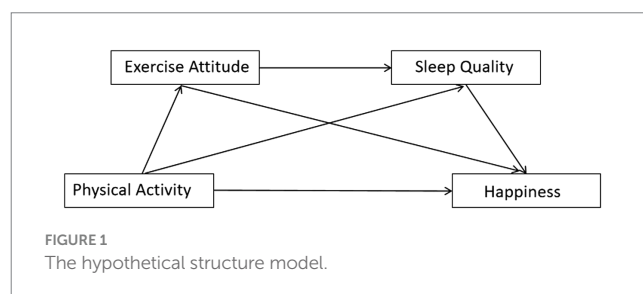 Exercise Attitude
Sleep Quality
Physical Activity
Happiness
FIGURE 1
The hypothetical structure model.